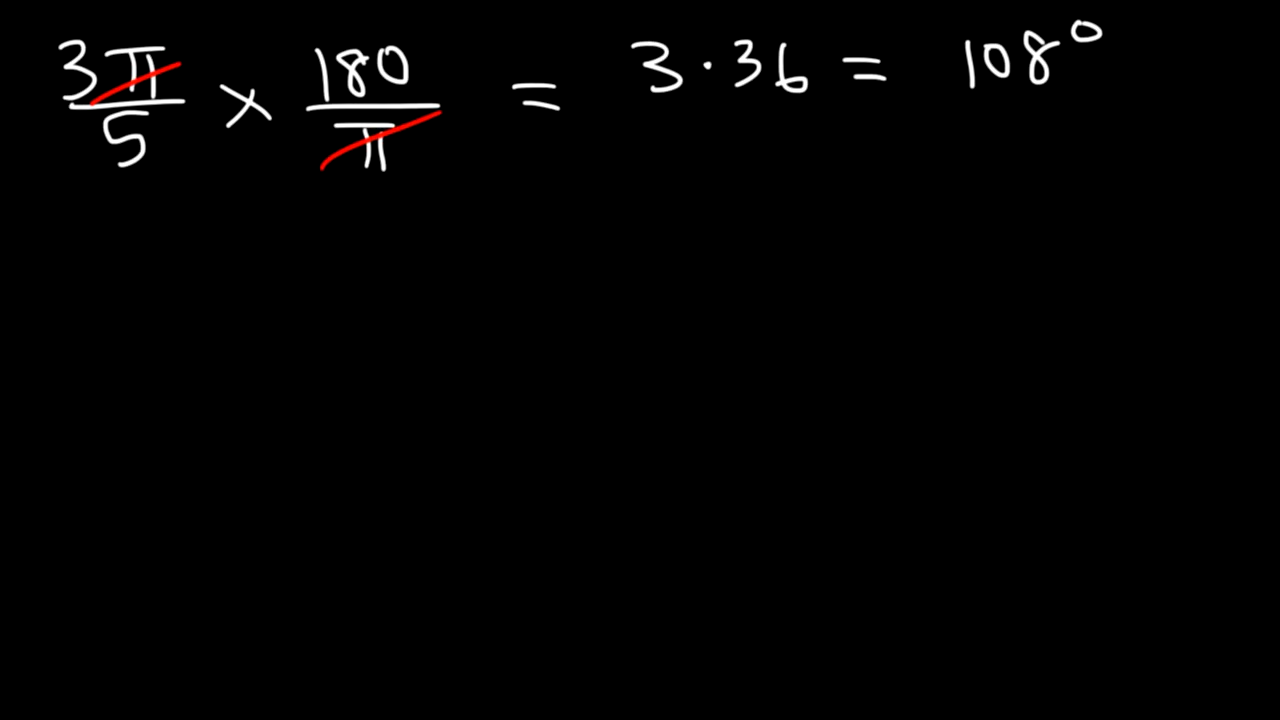 3π/5 × 180/π = 3 · 36 = 108°